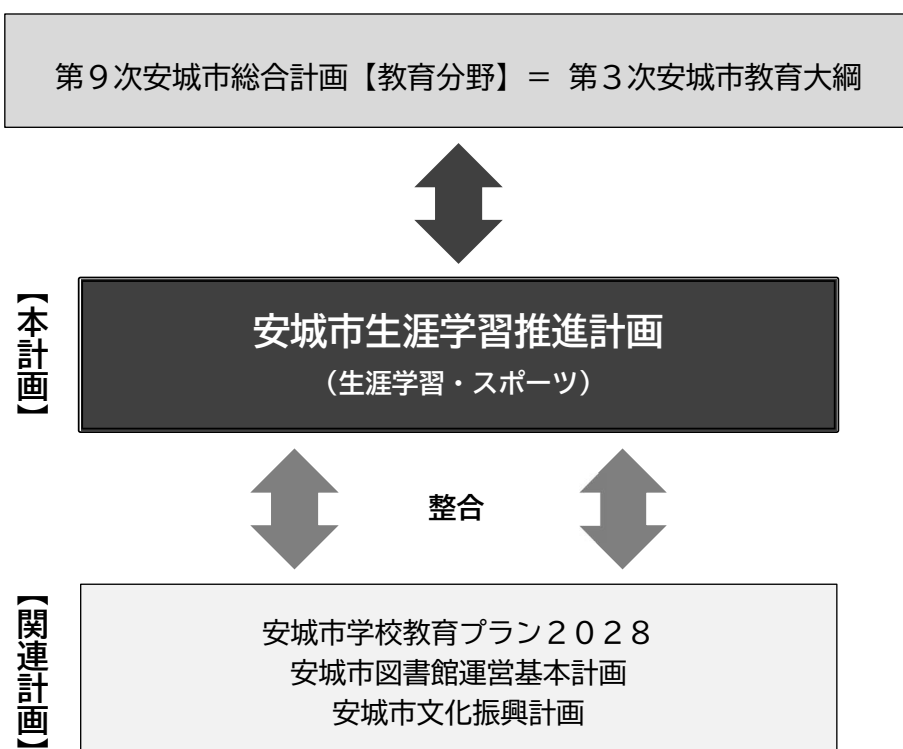 第９次安城市総合計画【教育分野】＝ 第３次安城市教育大綱
【本計画】
安城市生涯学習推進計画
（生涯学習・スポーツ）
整合
【関連計画】
安城市学校教育プラン２０２８
安城市図書館運営基本計画
安城市文化振興計画